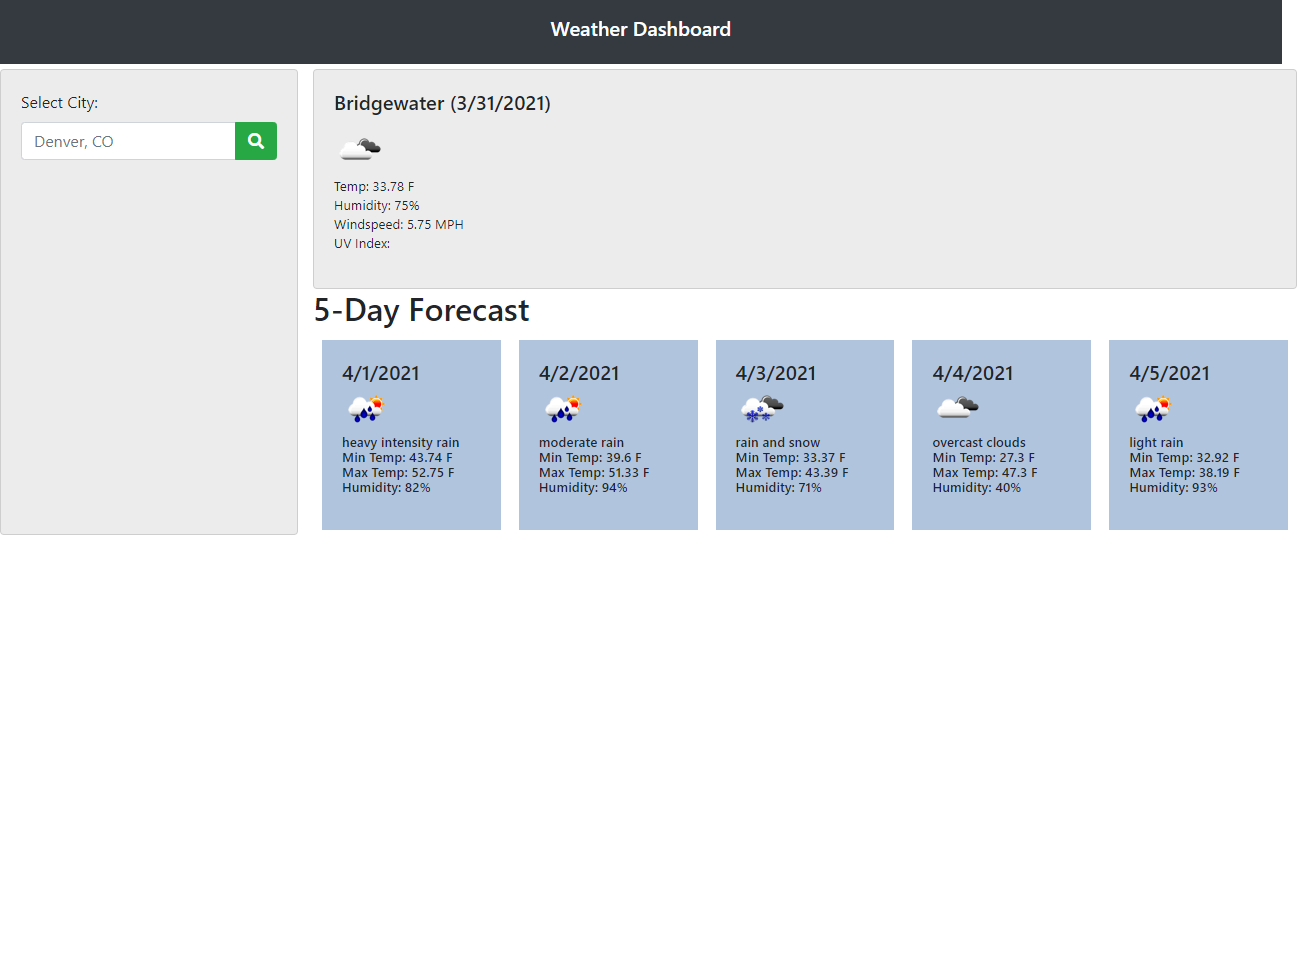 Weather Dashboard
Select City:
Denver, CO
Bridgewater (3/31/2021)
Temp: 33.78 F
Humidity: 75%
Windspeed: 5.75 MPH
UV Index:
5-Day Forecast
4/1/2021
heavy intensity rain
Min Temp: 43.74 F
Max Temp: 52.75 F
Humidity: 82%
4/2/2021
moderate rain
Min Temp: 39.6 F
Max Temp: 51.33 F
Humidity: 94%
4/3/2021
rain and snow
Min Temp: 33.37 F
Max Temp: 43.39 F
Humidity: 71%
4/4/2021
overcast clouds
Min Temp: 27.3 F
Max Temp: 47.3 F
Humidity: 40%
4/5/2021
light rain
Min Temp: 32.92 F
Max Temp: 38.19 F
Humidity: 93%